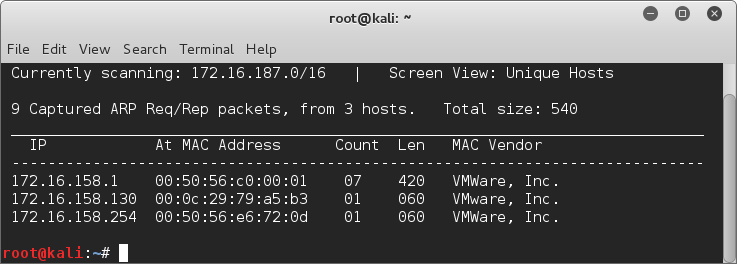 root@kali: ~
File Edit View Search Terminal Help
Currently scanning: 172.16.187.0/16 | Screen View: Unique Hosts
9 Captured ARP Req/Rep packets, from 3 hosts. Total size: 540
IP At MAC Address Count Len MAC Vendor
-----------------------------------------------------------------------------
172.16.158.1 00:50:56:c0:00:01 07 420 VMWare, Inc.
172.16.158.130 00:0c:29:79:a5:b3 01 060 VMWare, Inc.
172.16.158.254 00:50:56:e6:72:0d 01 060 VMWare, Inc.
root@kali:~#